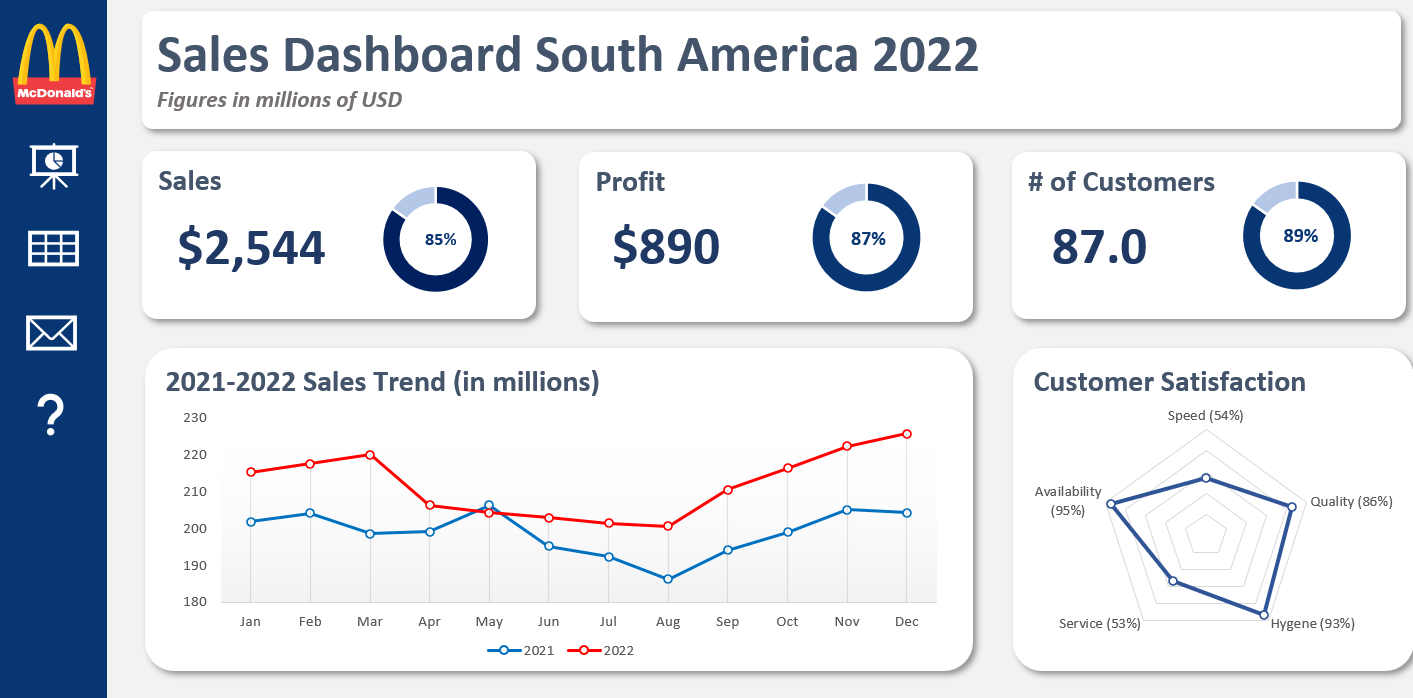 McDonald's
Sales Dashboard South America 2022
Figures in millions of USD
Sales
$2,544
85%
Profit
$890
87%
# of Customers
87.0
89%
2021-2022 Sales Trend (in millions)
230
220
210
200
190
180
Jan Feb Mar Apr May Jun Jul Aug Sep Oct Nov Dec
2021 2022
Customer Satisfaction
Speed (54%)
Quality (86%)
Hygene (93%)
Service (53%)
Availability
(95%)
?